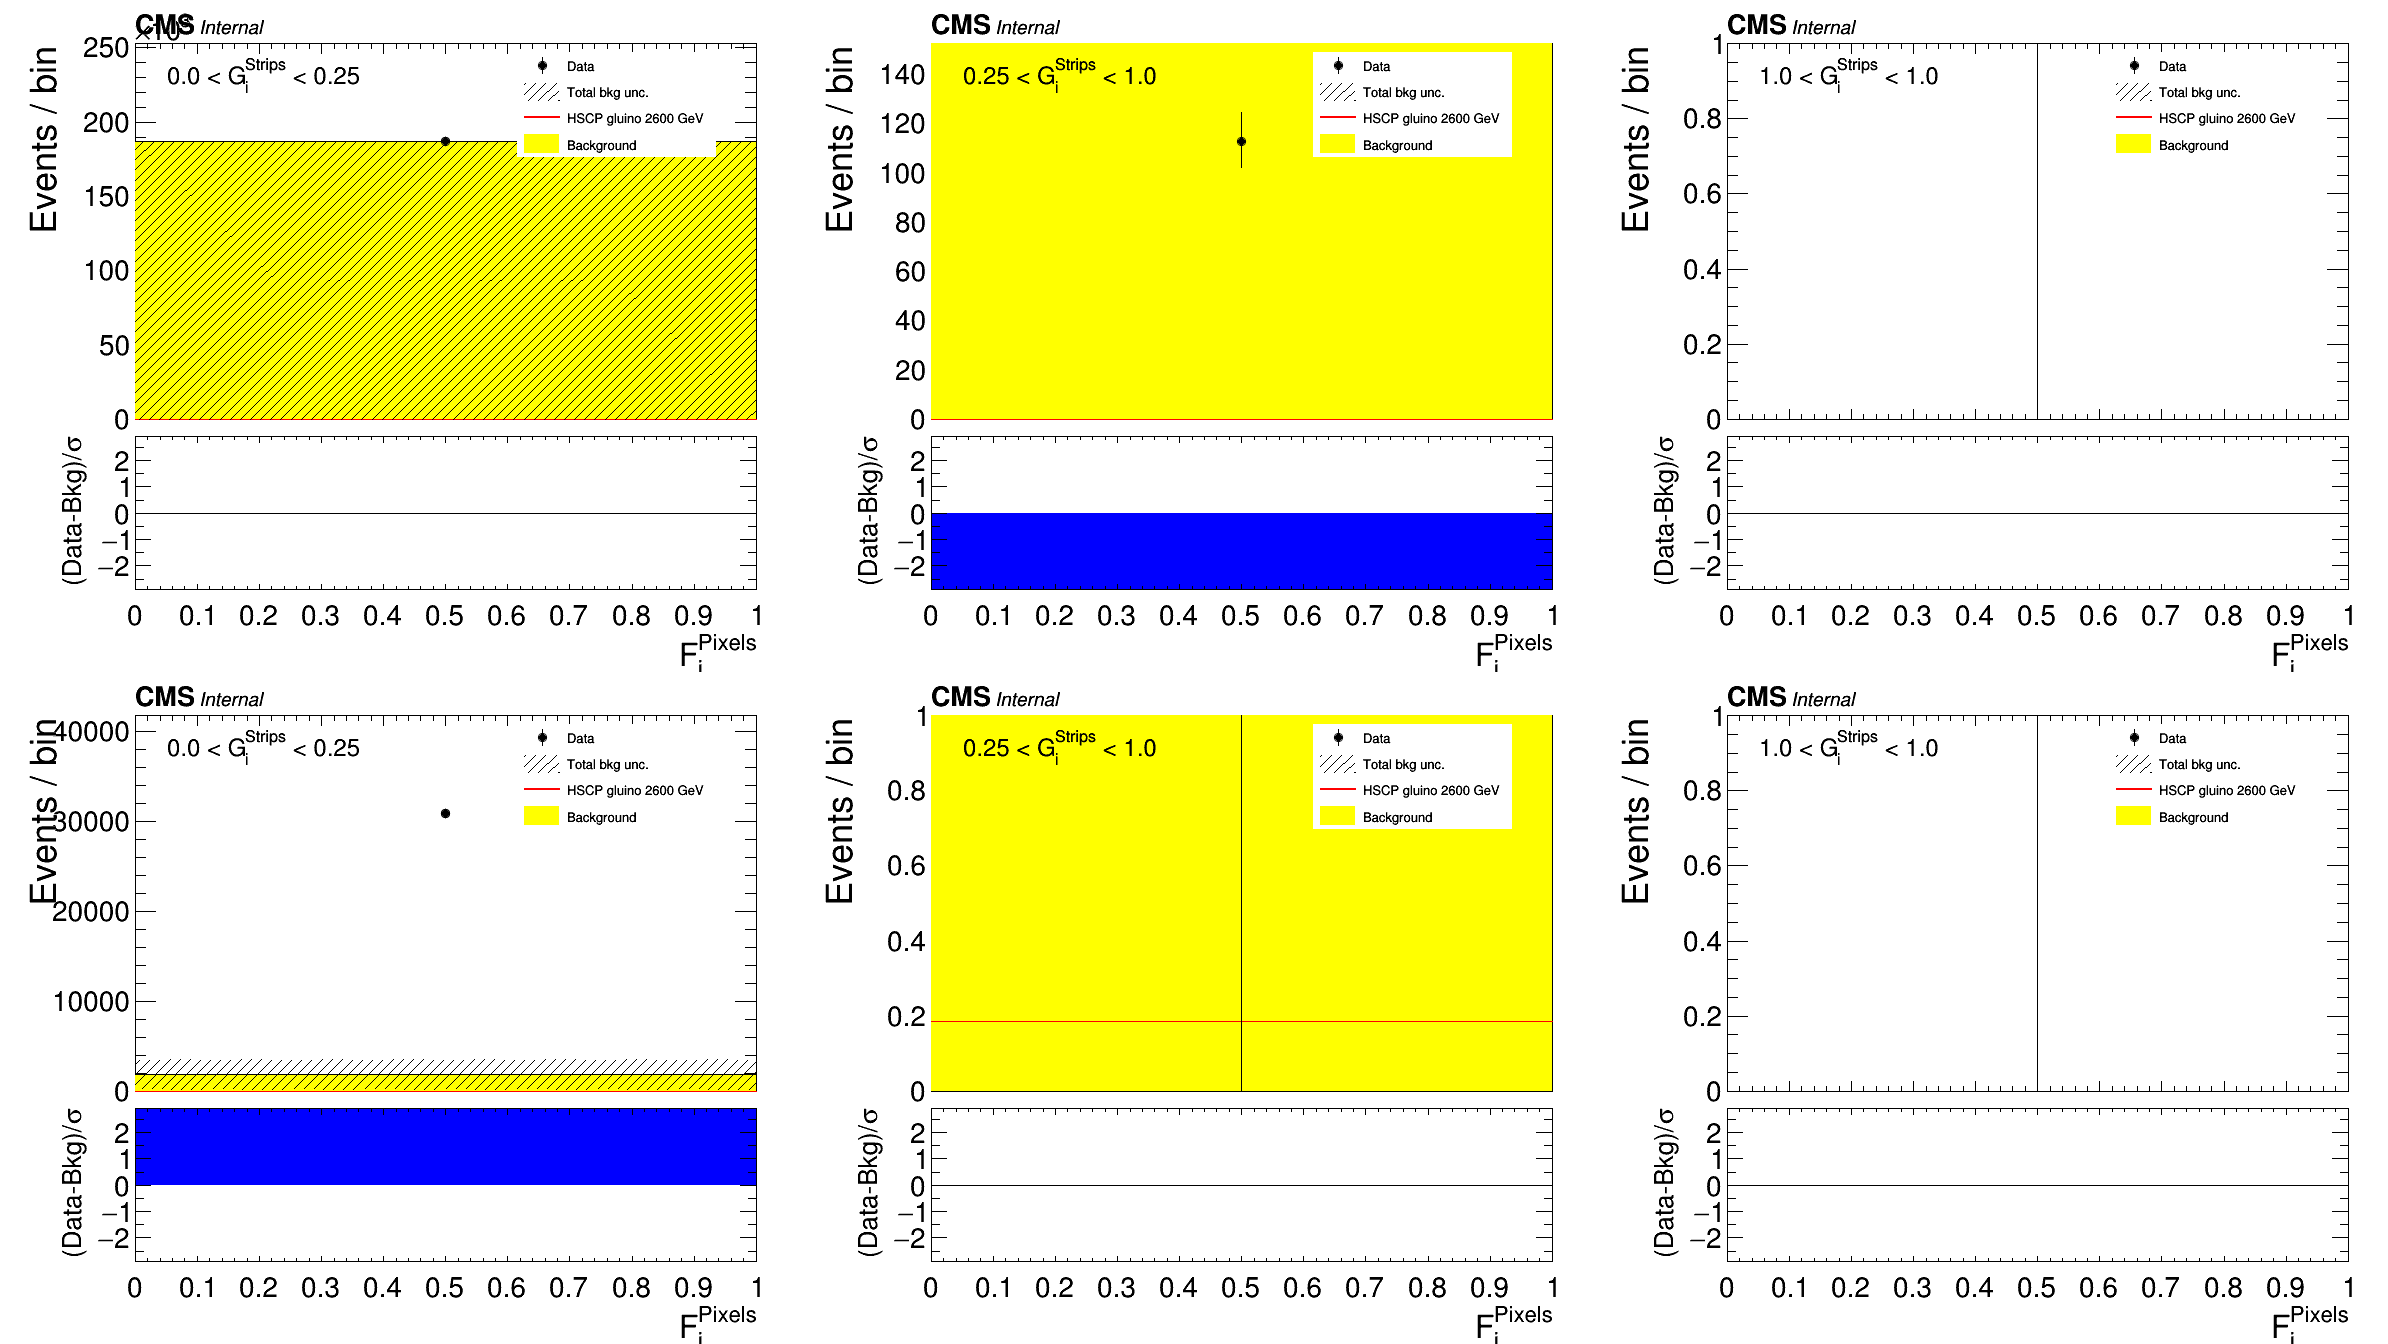 CMS Internal
×10³
Events / bin
250
200
150
100
50
0
0.0 < G_i^Strips < 0.25
Data
Total bkg unc.
HSCP gluino 2600 GeV
Background
(Data-Bkg)/σ
2
1
0
−1
−2
0 0.1 0.2 0.3 0.4 0.5 0.6 0.7 0.8 0.9 1
F_i^Pixels
CMS Internal
Events / bin
140
120
100
80
60
40
20
0
0.25 < G_i^Strips < 1.0
Data
Total bkg unc.
HSCP gluino 2600 GeV
Background
(Data-Bkg)/σ
2
1
0
−1
−2
0 0.1 0.2 0.3 0.4 0.5 0.6 0.7 0.8 0.9 1
F_i^Pixels
CMS Internal
Events / bin
1
0.8
0.6
0.4
0.2
0
1.0 < G_i^Strips < 1.0
Data
Total bkg unc.
HSCP gluino 2600 GeV
Background
(Data-Bkg)/σ
2
1
0
−1
−2
0 0.1 0.2 0.3 0.4 0.5 0.6 0.7 0.8 0.9 1
F_i^Pixels
CMS Internal
Events / bin
40000
30000
20000
10000
0
0.0 < G_i^Strips < 0.25
Data
Total bkg unc.
HSCP gluino 2600 GeV
Background
(Data-Bkg)/σ
2
1
0
−1
−2
0 0.1 0.2 0.3 0.4 0.5 0.6 0.7 0.8 0.9 1
F_i^Pixels
CMS Internal
Events / bin
1
0.8
0.6
0.4
0.2
0
0.25 < G_i^Strips < 1.0
Data
Total bkg unc.
HSCP gluino 2600 GeV
Background
(Data-Bkg)/σ
2
1
0
−1
−2
0 0.1 0.2 0.3 0.4 0.5 0.6 0.7 0.8 0.9 1
F_i^Pixels
CMS Internal
Events / bin
1
0.8
0.6
0.4
0.2
0
1.0 < G_i^Strips < 1.0
Data
Total bkg unc.
HSCP gluino 2600 GeV
Background
(Data-Bkg)/σ
2
1
0
−1
−2
0 0.1 0.2 0.3 0.4 0.5 0.6 0.7 0.8 0.9 1
F_i^Pixels